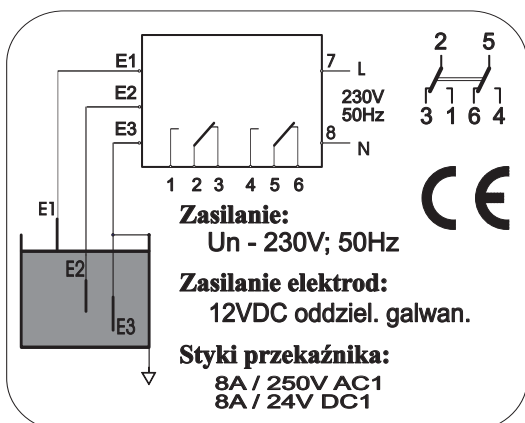 E1 7 L
E2 230V
50Hz
E3 8 N
1 2 3 4 5 6
2 5
3 1 6 4
CE
E1
E2
E3
Zasilanie:
Un - 230V; 50Hz
Zasilanie elektrod:
12VDC oddziel. galwan.
Styki przekaźnika:
8A / 250V AC1
8A / 24V DC1